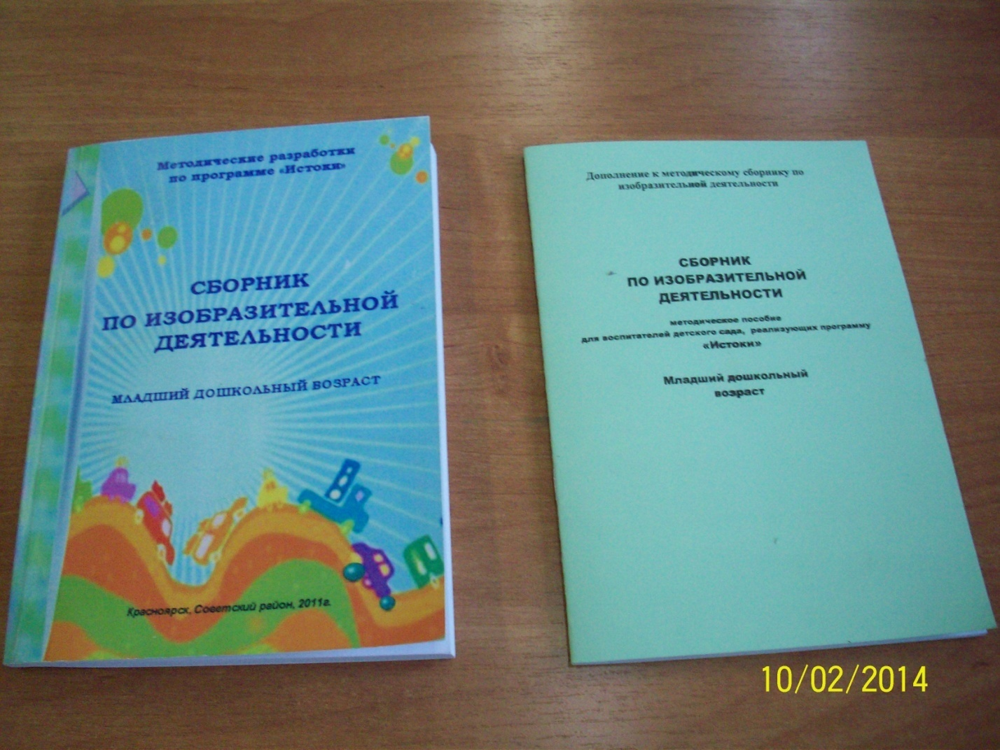 Методические разработки
по программе «Истоки»
СБОРНИК
ПО ИЗОБРАЗИТЕЛЬНОЙ
ДЕЯТЕЛЬНОСТИ
МЛАДШИЙ ДОШКОЛЬНЫЙ ВОЗРАСТ
Красноярск, Советский район, 2011г.
Дополнение к методическому сборнику по
изобразительной деятельности
СБОРНИК
ПО ИЗОБРАЗИТЕЛЬНОЙ
ДЕЯТЕЛЬНОСТИ
методическое пособие
для воспитателей детского сада, реализующих программу
«Истоки»
Младший дошкольный
возраст
10/02/2014